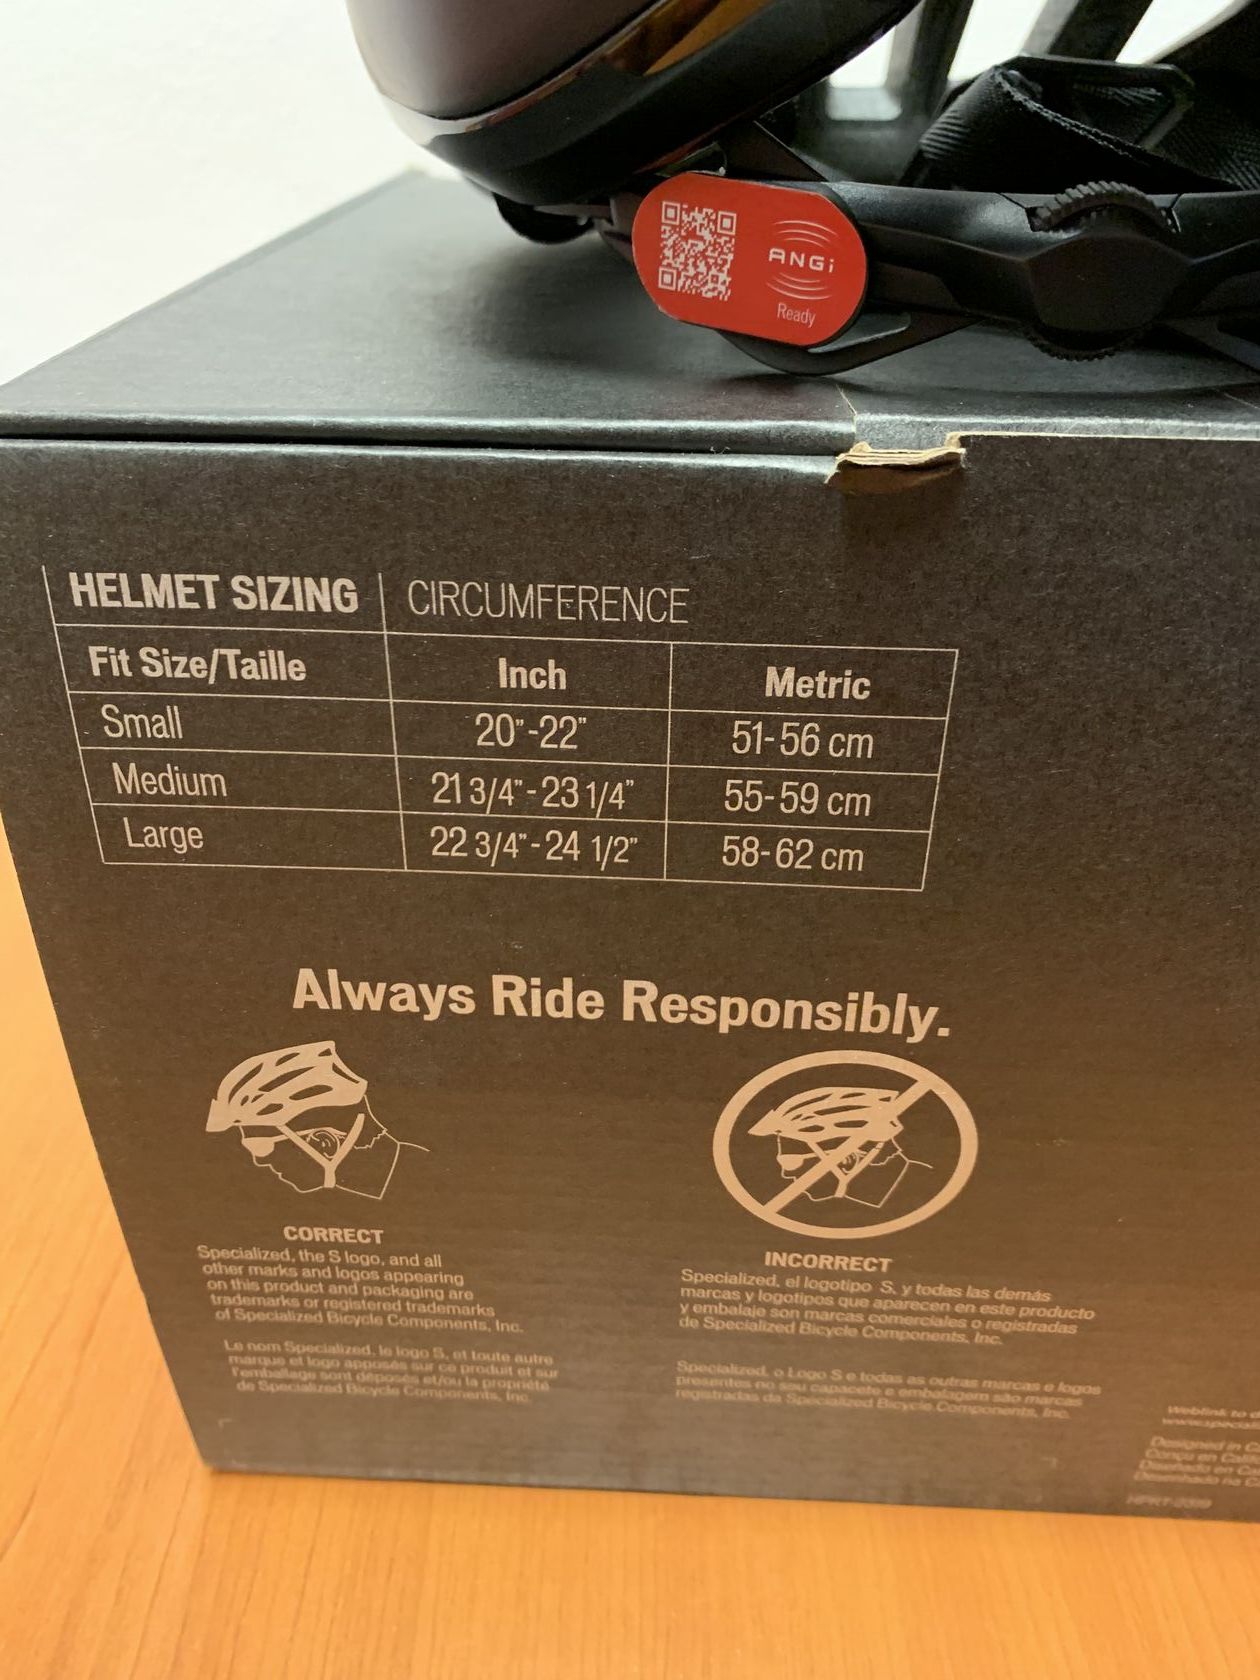 ANGi
Ready
HELMET SIZING CIRCUMFERENCE
Fit Size/Taille Inch Metric
Small 20"-22" 51-56 cm
Medium 21 3/4"-23 1/4" 55-59 cm
Large 22 3/4"-24 1/2" 58-62 cm
Always Ride Responsibly.
CORRECT
Specialized, the S logo, and all
other marks and logos appearing
on this product and packaging are
trademarks or registered trademarks
of Specialized Bicycle Components, Inc.
Le nom Specialized, le logo S, et toute autre
marque et logo apposés sur ce produit et sur
l'emballage sont déposés et/ou la propriété
de Specialized Bicycle Components, Inc.
INCORRECT
Specialized, el logotipo S, y todas las demás
marcas y logotipos que aparecen en este producto
y embalaje son marcas comerciales o registradas
de Specialized Bicycle Components, Inc.
Specialized, o Logo S e todas as outras marcas e logos
presentes no seu capacete e embalagem são marcas
registradas da Specialized Bicycle Components, Inc.
Weblink to
Designed in